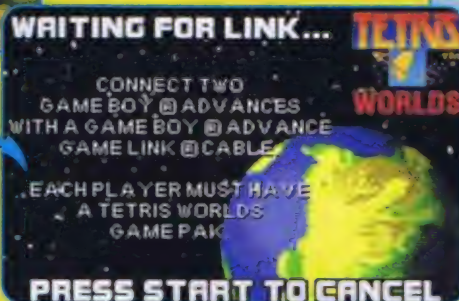 WAITING FOR LINK...
TETRIS
WORLDS
CONNECT TWO
GAME BOY ® ADVANCES
WITH A GAME BOY ® ADVANCE
GAME LINK ® CABLE.
EACH PLAYER MUST HAVE
A TETRIS WORLDS
GAME PAK
PRESS START TO CANCEL